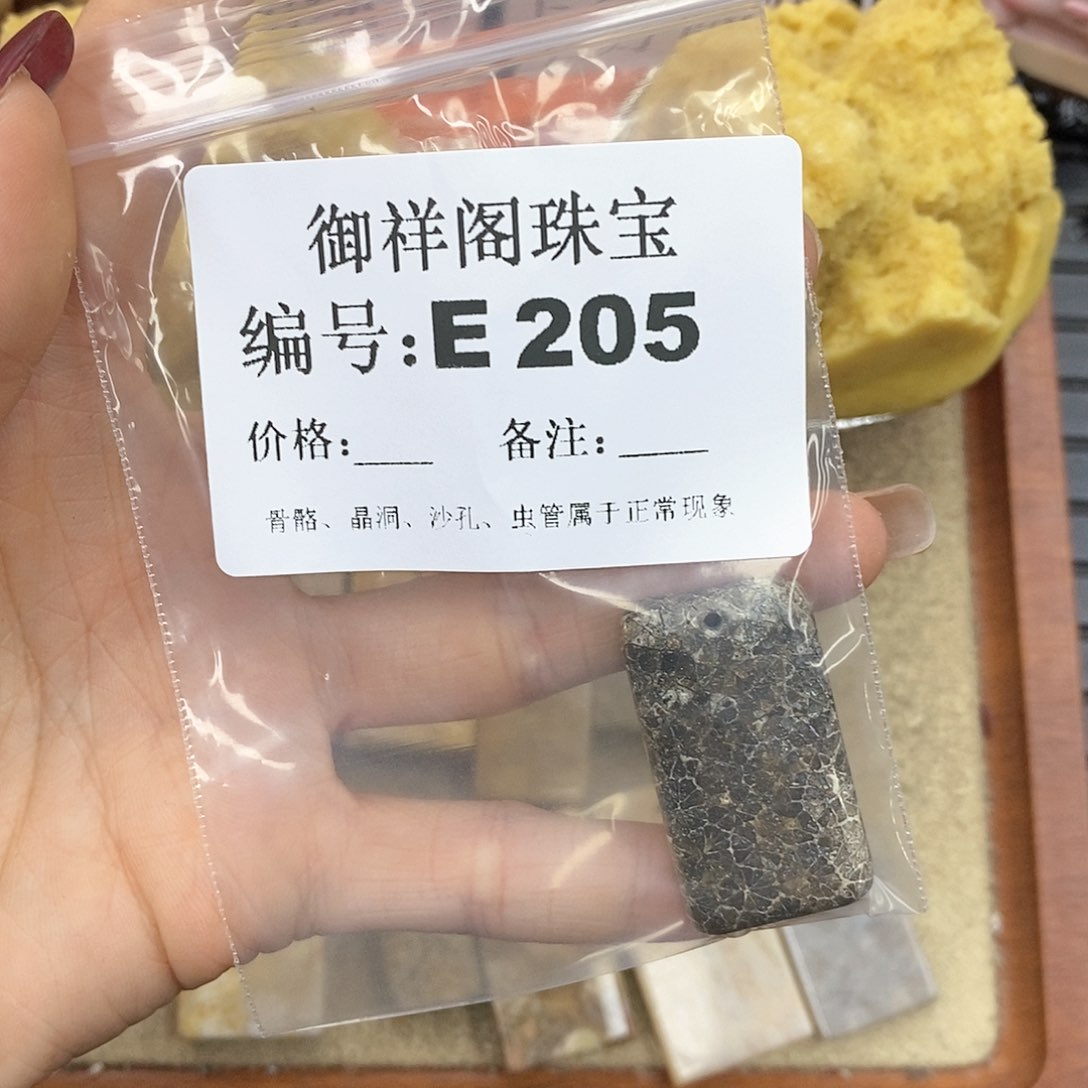 御祥阁珠宝
编号:E 205
价格:____ 备注:____
骨骼、晶洞、沙孔、虫管属于正常现象